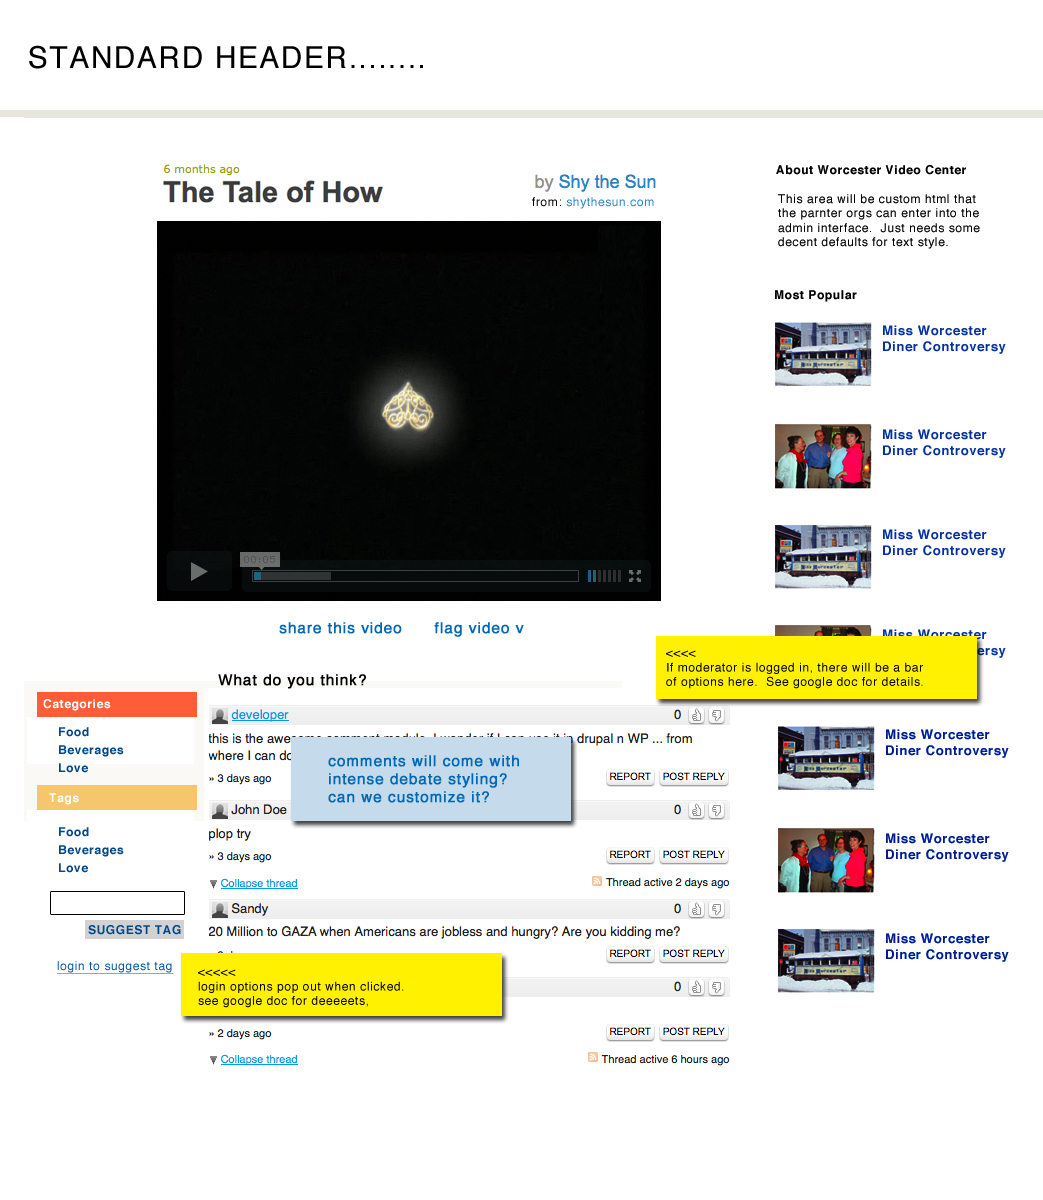 STANDARD HEADER........
6 months ago
The Tale of How
by Shy the Sun
from: shythesun.com
00:05
share this video
flag video v
About Worcester Video Center
This area will be custom html that
the parnter orgs can enter into the
admin interface.  Just needs some
decent defaults for text style.
Most Popular
Miss Worcester
Diner Controversy
Miss Worcester
Diner Controversy
Miss Worcester
Diner Controversy
Miss Worcester
<<<<
If moderator is logged in, there will be a bar
of options here.  See google doc for details.
Miss Worcester
Diner Controversy
Miss Worcester
Diner Controversy
Miss Worcester
Diner Controversy
Categories
Food
Beverages
Love
Tags
Food
Beverages
Love
SUGGEST TAG
login to suggest tag
What do you think?
developer
0
this is the awesome comment module. I wonder if I can use it in drupal n WP ... from
where I can do
» 3 days ago
REPORT
POST REPLY
comments will come with
intense debate styling?
can we customize it?
John Doe
0
plop try
» 3 days ago
REPORT
POST REPLY
Collapse thread
Thread active 2 days ago
Sandy
0
20 Million to GAZA when Americans are jobless and hungry? Are you kidding me?
REPORT
POST REPLY
<<<<<
login options pop out when clicked.
see google doc for deeeeets,
0
» 2 days ago
REPORT
POST REPLY
Collapse thread
Thread active 6 hours ago